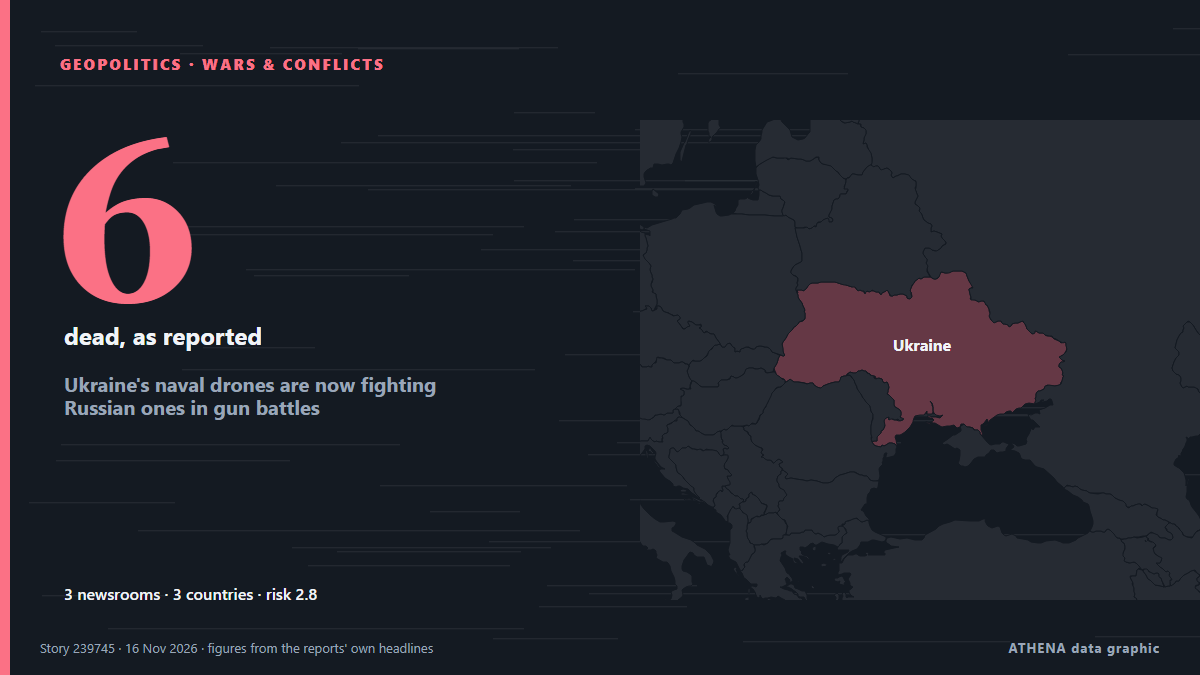 GEOPOLITICS · WARS & CONFLICTS
6
dead, as reported
Ukraine's naval drones are now fighting
Russian ones in gun battles
Ukraine
3 newsrooms · 3 countries · risk 2.8
Story 239745 · 16 Nov 2026 · figures from the reports' own headlines
ATHENA data graphic